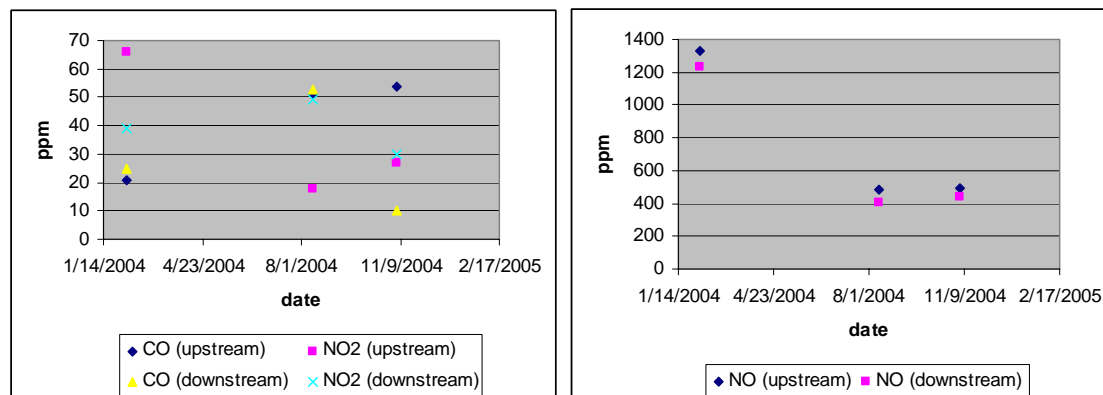 70
60
50
40
30
20
10
0
ppm
1/14/2004 4/23/2004 8/1/2004 11/9/2004 2/17/2005
date
CO (upstream) NO2 (upstream)
CO (downstream) NO2 (downstream)
1400
1200
1000
800
600
400
200
0
ppm
1/14/2004 4/23/2004 8/1/2004 11/9/2004 2/17/2005
date
NO (upstream) NO (downstream)